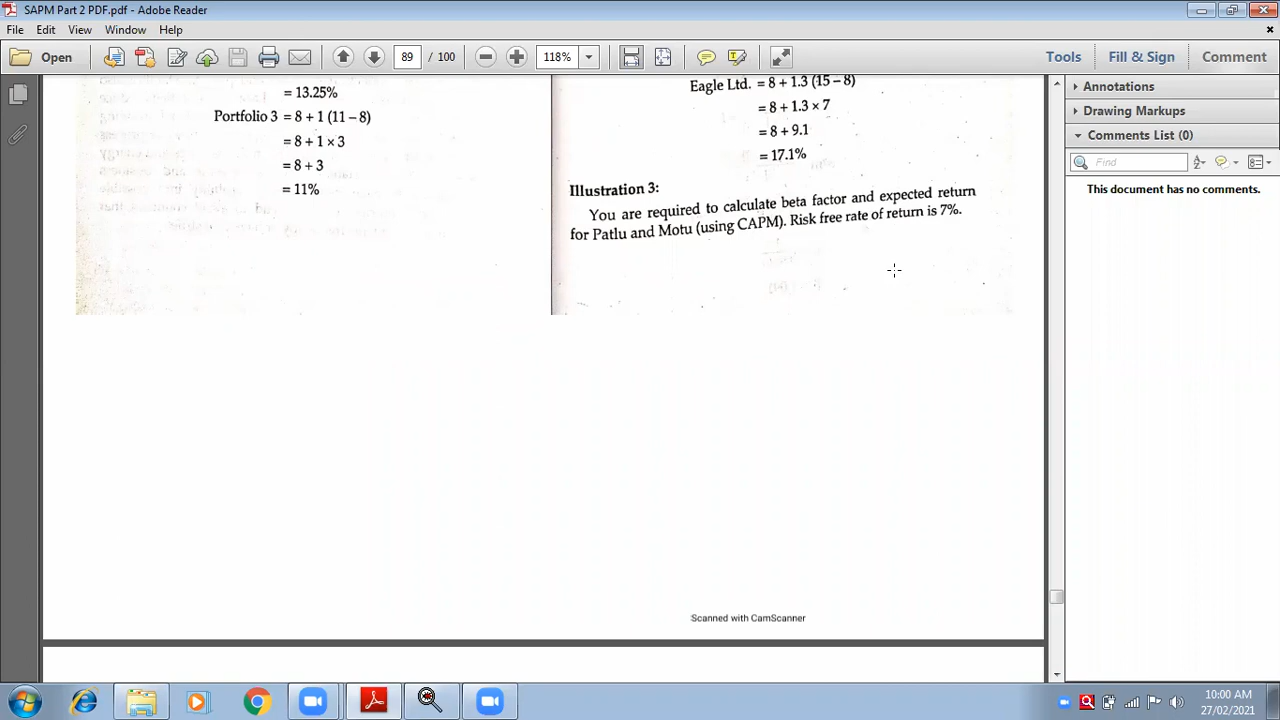 SAPM Part 2 PDF.pdf - Adobe Reader
File Edit View Window Help
Open 89 / 100 118% Tools Fill & Sign Comment
= 13.25%
Portfolio 3 = 8 + 1 (11 – 8)
= 8 + 1 × 3
= 8 + 3
= 11%
Eagle Ltd. = 8 + 1.3 (15 – 8)
= 8 + 1.3 × 7
= 8 + 9.1
= 17.1%
Illustration 3:
You are required to calculate beta factor and expected return
for Patlu and Motu (using CAPM). Risk free rate of return is 7%.
Scanned with CamScanner
Annotations
Drawing Markups
Comments List (0)
Find
This document has no comments.
10:00 AM
27/02/2021